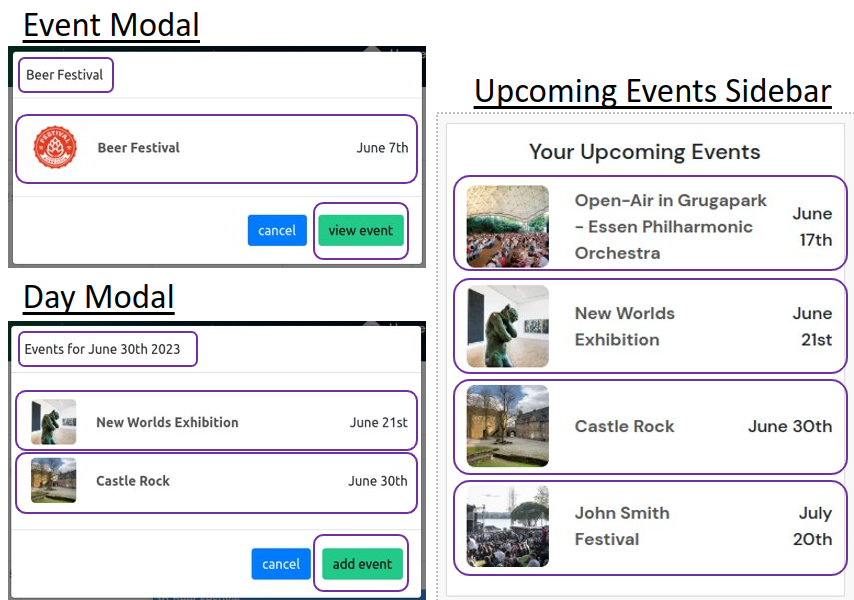 Event Modal
Beer Festival
FESTIVAL
Beer Festival
June 7th
cancel
view event
Day Modal
Events for June 30th 2023
New Worlds Exhibition
June 21st
Castle Rock
June 30th
cancel
add event
Upcoming Events Sidebar
Your Upcoming Events
Open-Air in Grugapark
- Essen Philharmonic
Orchestra
June
17th
New Worlds
Exhibition
June
21st
Castle Rock
June 30th
John Smith
Festival
July
20th